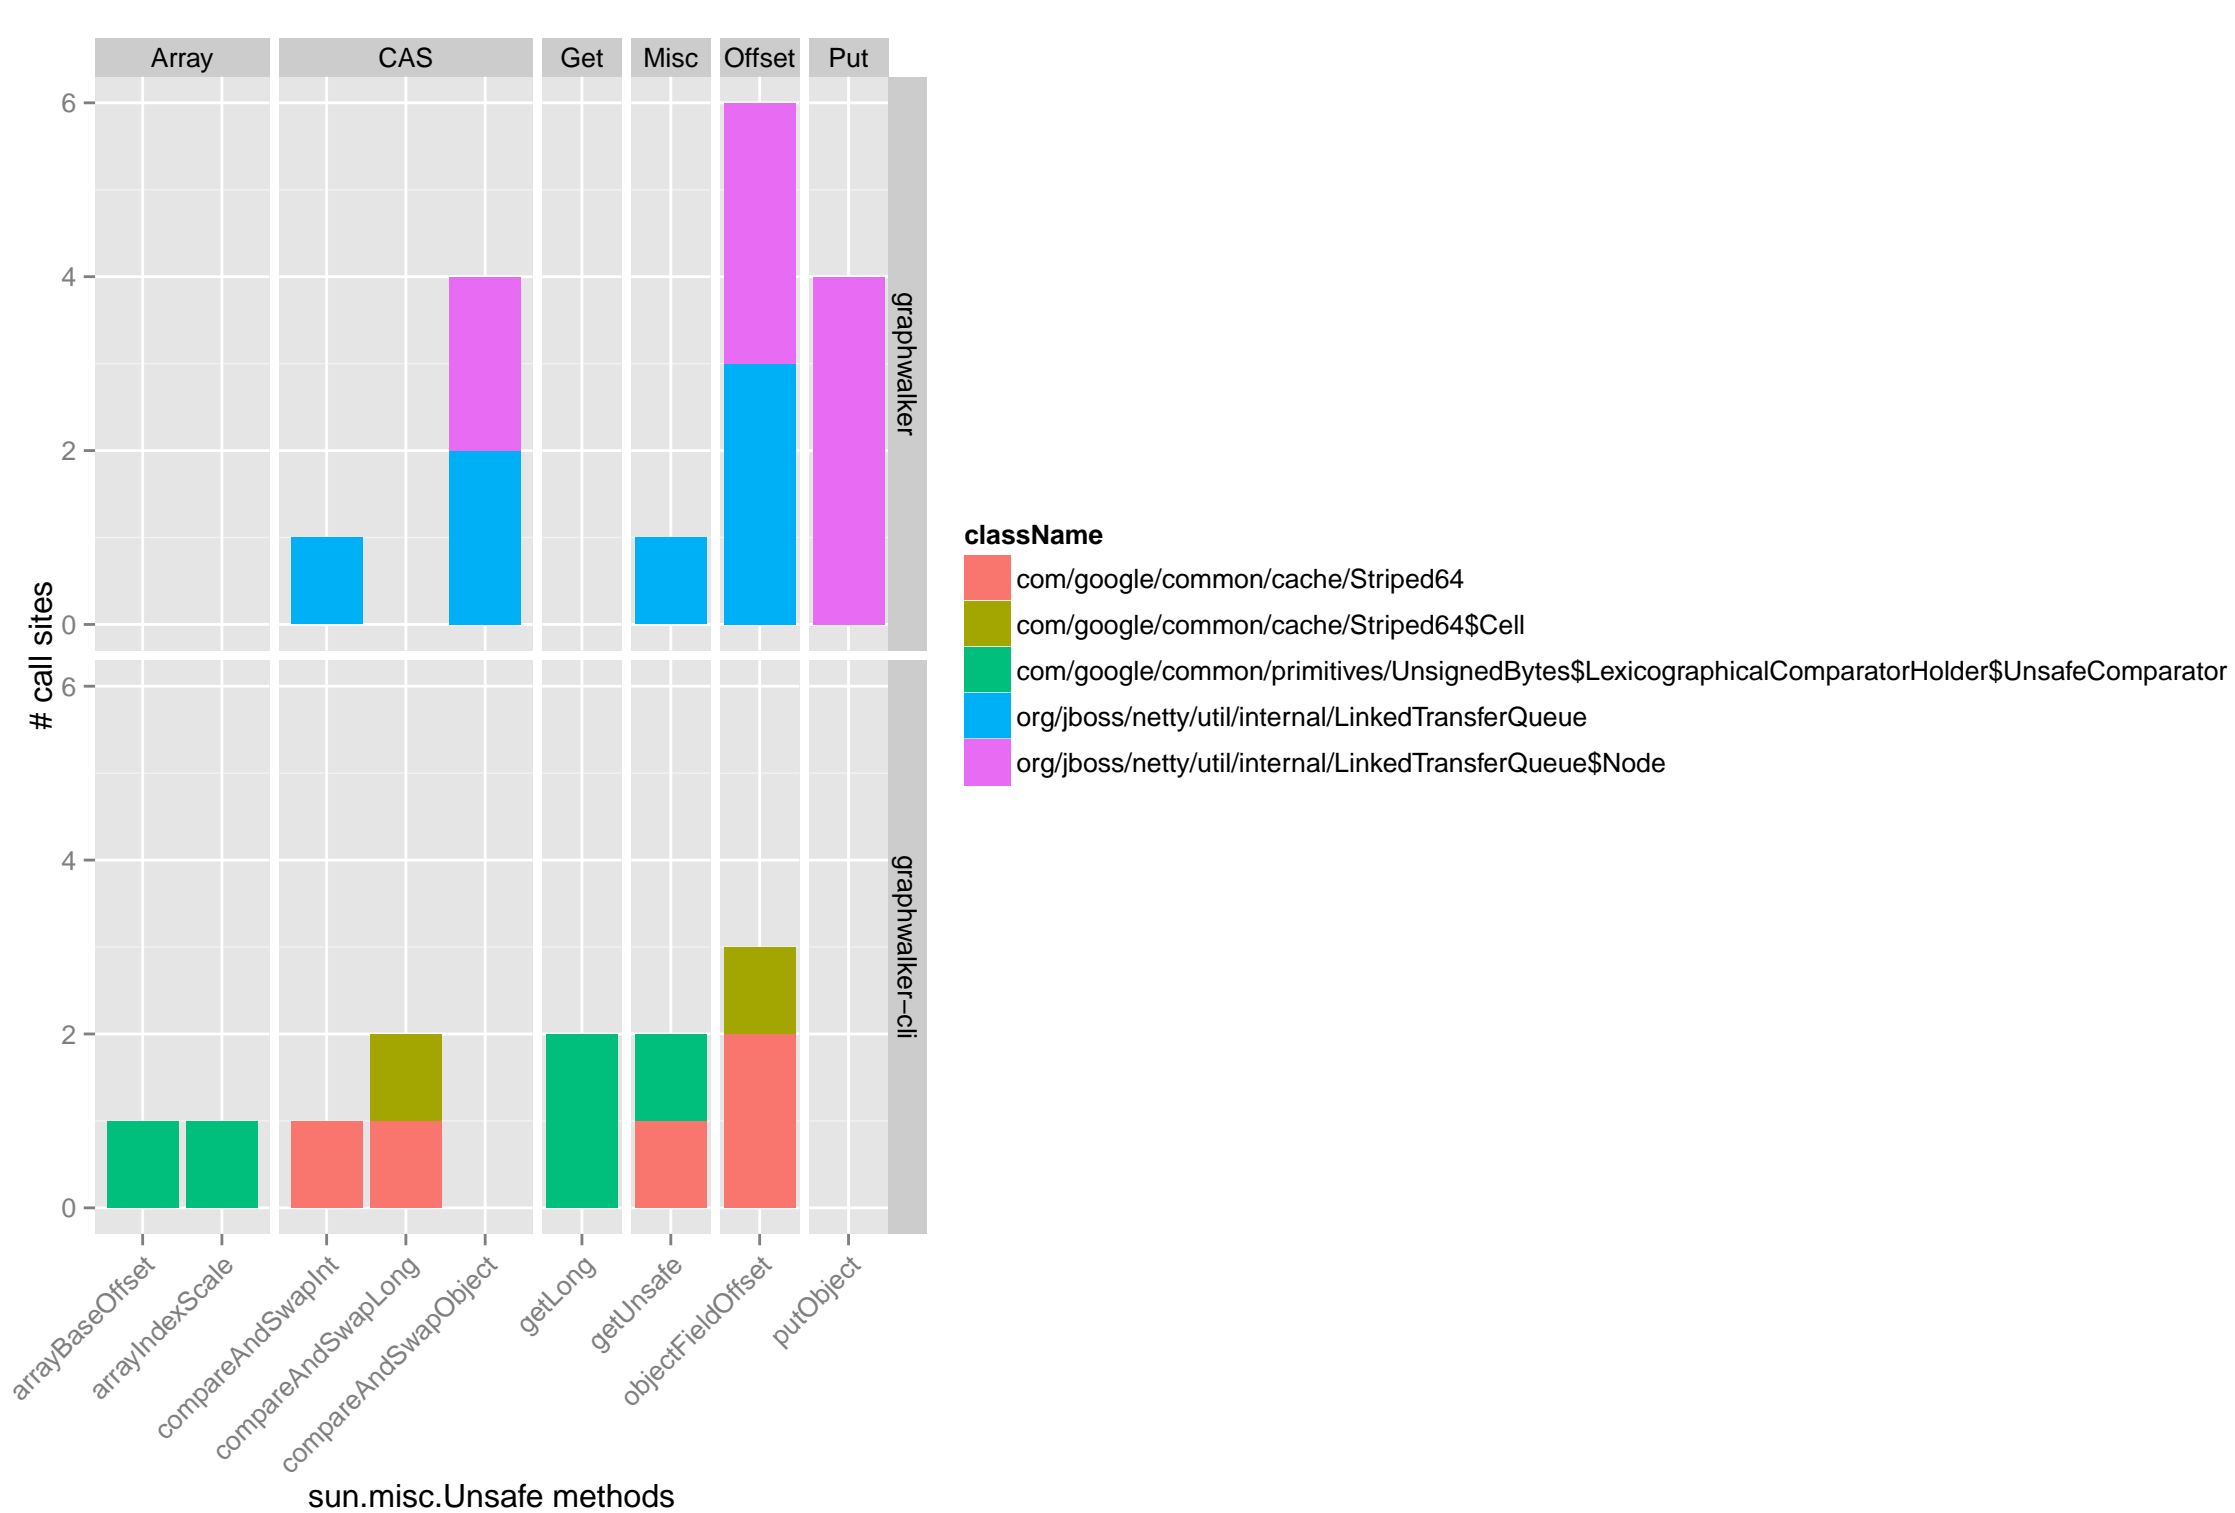 Array CAS Get Misc Offset Put
6
4
2
0
graphwalker
6
4
2
0
graphwalker−cli
# call sites
arrayBaseOffset
arrayIndexScale
compareAndSwapInt
compareAndSwapLong
compareAndSwapObject
getLong
getUnsafe
objectFieldOffset
putObject
sun.misc.Unsafe methods
className
com/google/common/cache/Striped64
com/google/common/cache/Striped64$Cell
com/google/common/primitives/UnsignedBytes$LexicographicalComparatorHolder$UnsafeComparator
org/jboss/netty/util/internal/LinkedTransferQueue
org/jboss/netty/util/internal/LinkedTransferQueue$Node